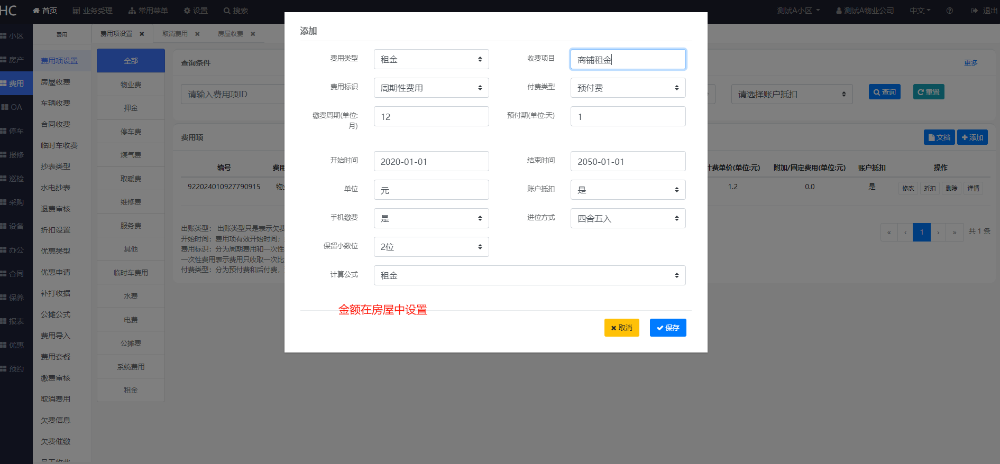 HC 首页 业务受理 常用菜单 设置 搜索 测试A小区 测试A物业公司 中文 退出
小区
房产
费用
OA
停车
报修
巡检
采购
设备
办公
合同
保养
报表
优惠
预约
费用
费用项设置
房屋收费
车辆收费
合同收费
临时车收费
抄表类型
水电抄表
退费审核
折扣设置
优惠类型
优惠申请
补打收据
公摊公式
费用导入
费用套餐
缴费审核
取消费用
欠费信息
欠费催缴
费用项设置 × 取消费用 × 房屋收费 ×
全部
物业费
押金
停车费
煤气费
取暖费
维修费
服务费
其他
临时车费用
水费
电费
公摊费
系统费用
租金
查询条件 更多
请输入费用项ID 请选择账户抵扣 查询 重置
费用项 文档 添加
编号 费用 计费单价(单位:元) 附加/固定费用(单位:元) 账户抵扣 操作
922024010927790915 物业 1.2 0.0 是 修改 折扣 删除 详情
« ‹ 1 › » 共 1 条
出账类型： 出账类型只是表示欠费
开始时间：费用项有效开始时间；
费用标识：分为周期费用和一次性
一次性费用表示费用只收取一次比
付费类型：分为预付费和后付费，
添加
费用类型 租金 收费项目 商铺租金
费用标识 周期性费用 付费类型 预付费
缴费周期(单位:月) 12 预付期(单位:天) 1
开始时间 2020-01-01 结束时间 2050-01-01
单位 元 账户抵扣 是
手机缴费 是 进位方式 四舍五入
保留小数位 2位
计算公式 租金
金额在房屋中设置
取消 保存